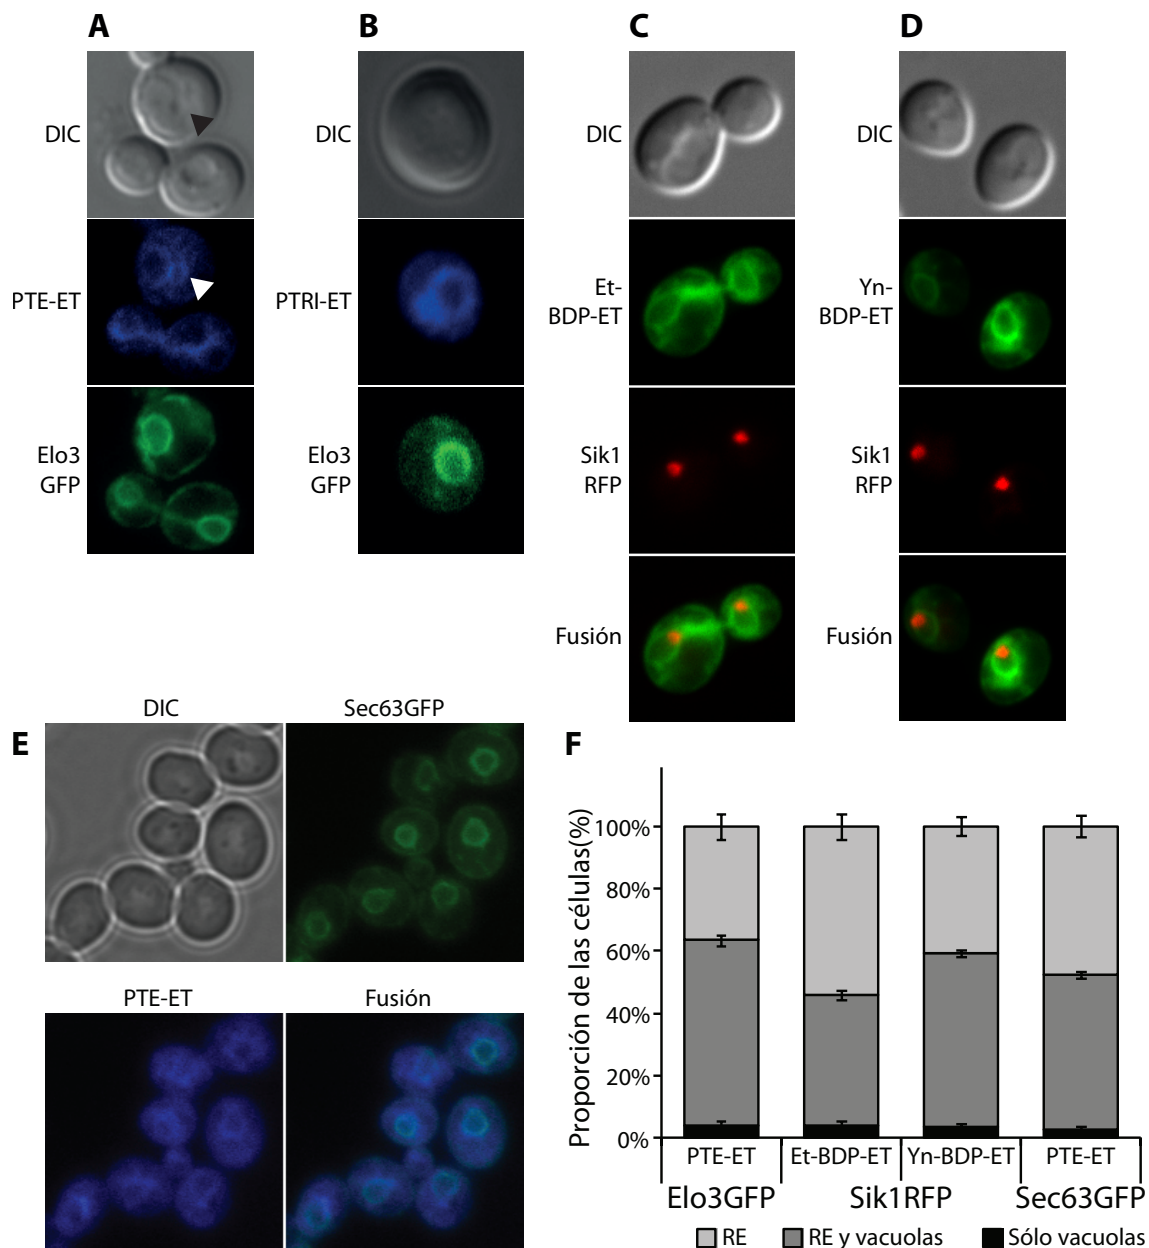 A
B
C
D
DIC
DIC
DIC
DIC
PTE-ET
PTRI-ET
Et-
BDP-ET
Yn-
BDP-ET
Elo3
GFP
Elo3
GFP
Sik1
RFP
Sik1
RFP
Fusión
Fusión
E
DIC
Sec63GFP
PTE-ET
Fusión
F
Proporción de las células(%)
100%
80%
60%
40%
20%
0%
PTE-ET
Et-BDP-ET
Yn-BDP-ET
PTE-ET
Elo3GFP
Sik1RFP
Sec63GFP
RE
RE y vacuolas
Sólo vacuolas